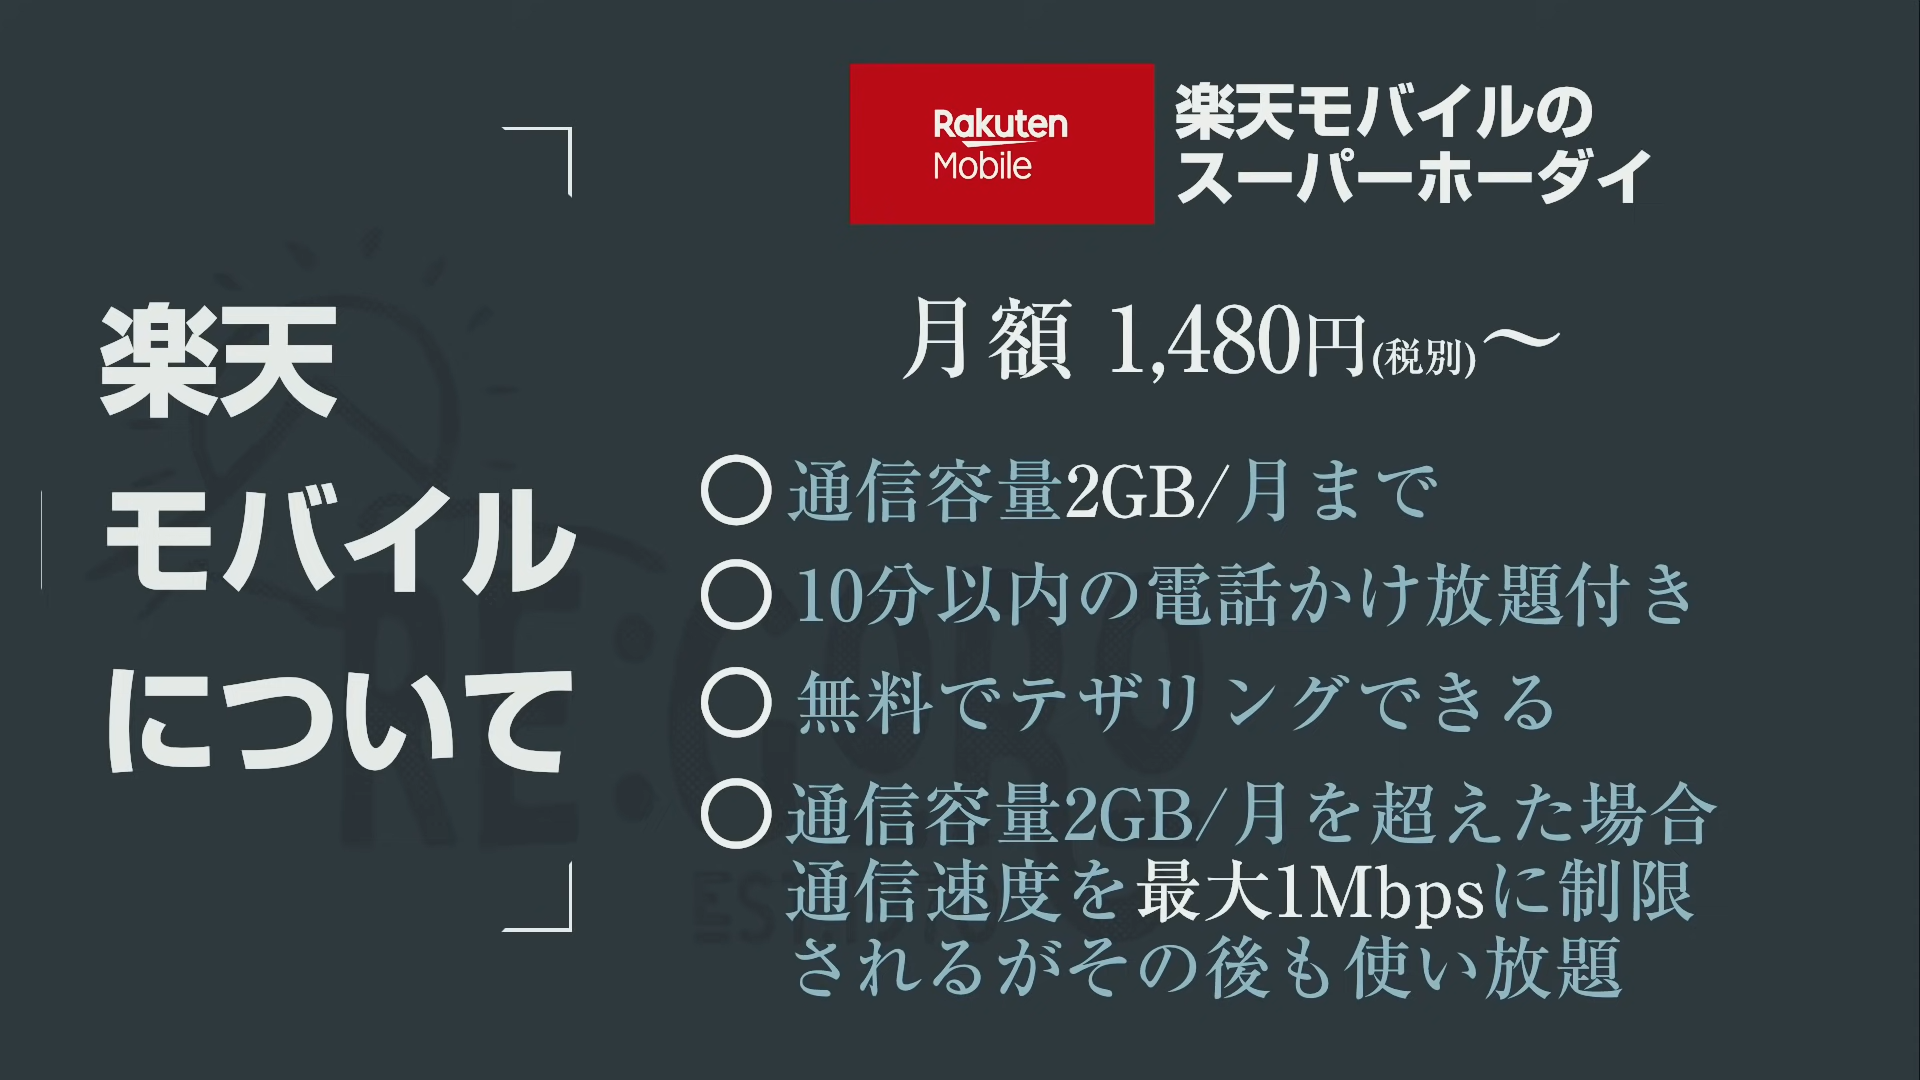 楽天
モバイル
について
Rakuten
Mobile
楽天モバイルの
スーパーホーダイ
月額 1,480円(税別)〜
○通信容量2GB/月まで
○10分以内の電話かけ放題付き
○無料でテザリングできる
○通信容量2GB/月を超えた場合
通信速度を最大1Mbpsに制限
されるがその後も使い放題
RE:GORO